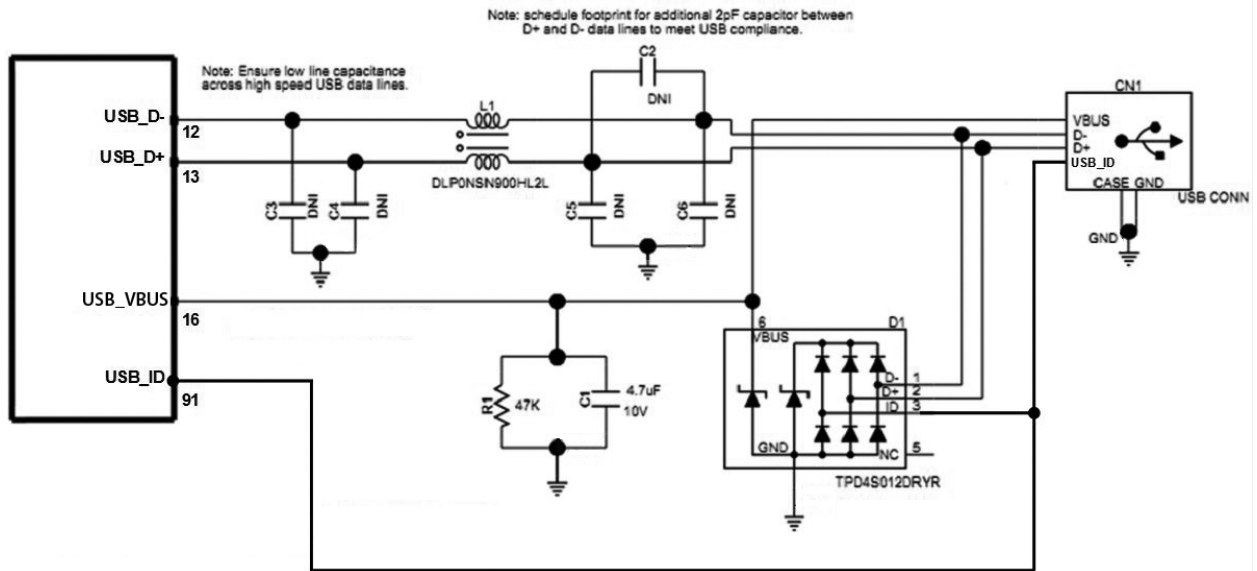 Note: schedule footprint for additional 2pF capacitor between
D+ and D- data lines to meet USB compliance.
C2
DNI
Note: Ensure low line capacitance
across high speed USB data lines.
L1
CN1
USB_D-
12
VBUS
D-
D+
USB_ID
USB_D+
13
DLP0NSN900HL2L
C3
DNI
C4
DNI
C5
DNI
C6
DNI
CASE GND
USB CONN
GND
USB_VBUS
16
6
D1
VBUS
USB_ID
91
R1
47K
C1
4.7uF
10V
D- 1
D+ 2
ID 3
GND
NC 5
TPD4S012DRYR